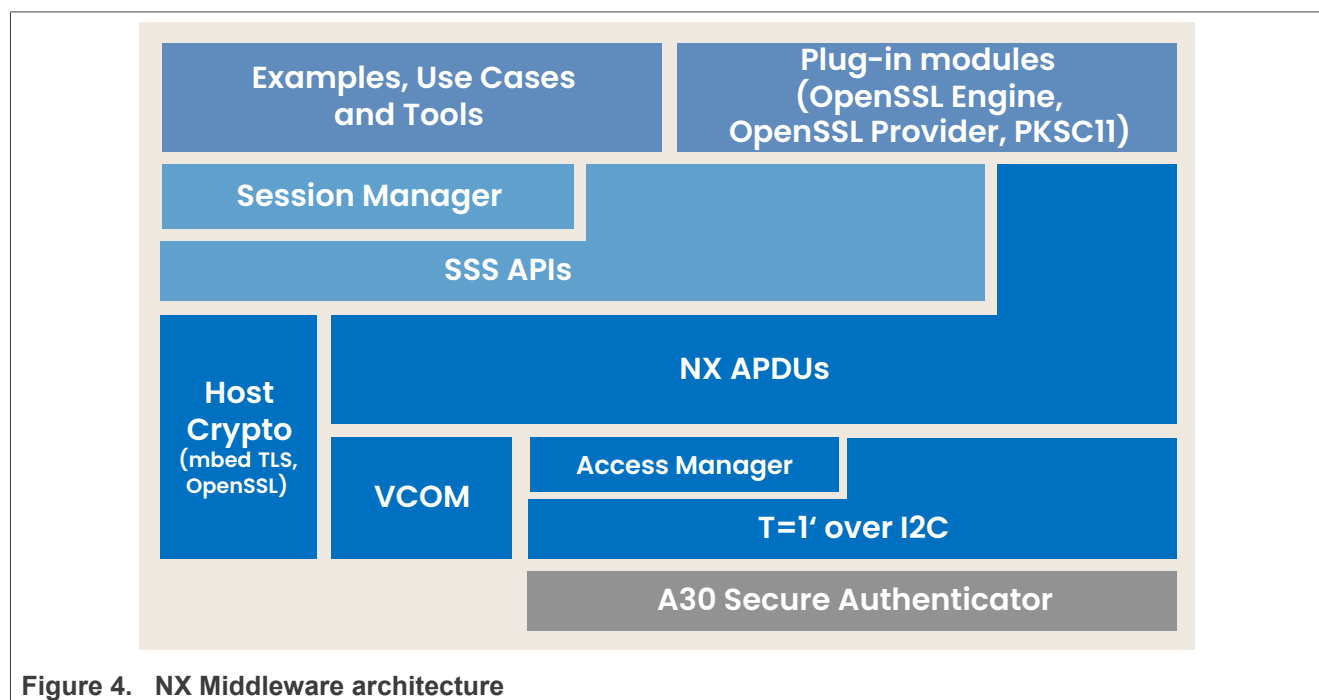 Examples, Use Cases
and Tools
Plug-in modules
(OpenSSL Engine,
OpenSSL Provider, PKSC11)
Session Manager
SSS APIs
Host
Crypto
(mbed TLS,
OpenSSL)
NX APDUs
VCOM
Access Manager
T=1‘ over I2C
A30 Secure Authenticator
Figure 4. NX Middleware architecture